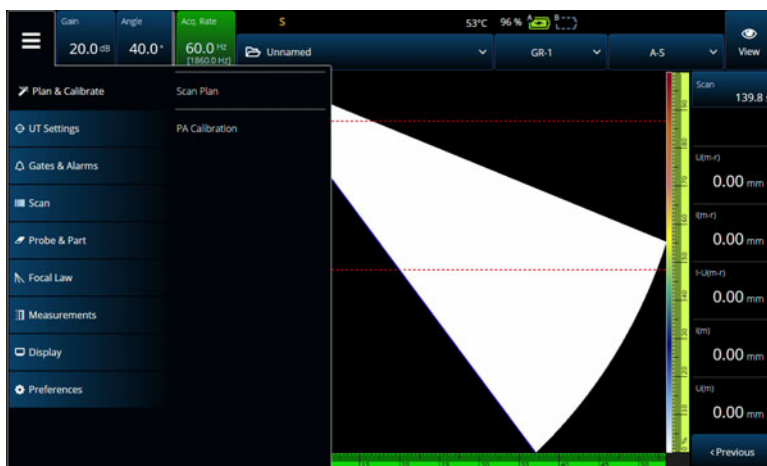 Gain
20.0 dB
Angle
40.0°
Acq. Rate
60.0 Hz
[1860.0 Hz]
S
53°C
96 %
A
B
Unnamed
GR-1
A-S
View
Plan & Calibrate
Scan Plan
UT Settings
PA Calibration
Gates & Alarms
Scan
Probe & Part
Focal Law
Measurements
Display
Preferences
Scan
139.8 s
U(m-r)
0.00 mm
I(m-r)
0.00 mm
I-U(m-r)
0.00 mm
I(m)
0.00 mm
U(m)
0.00 mm
<Previous